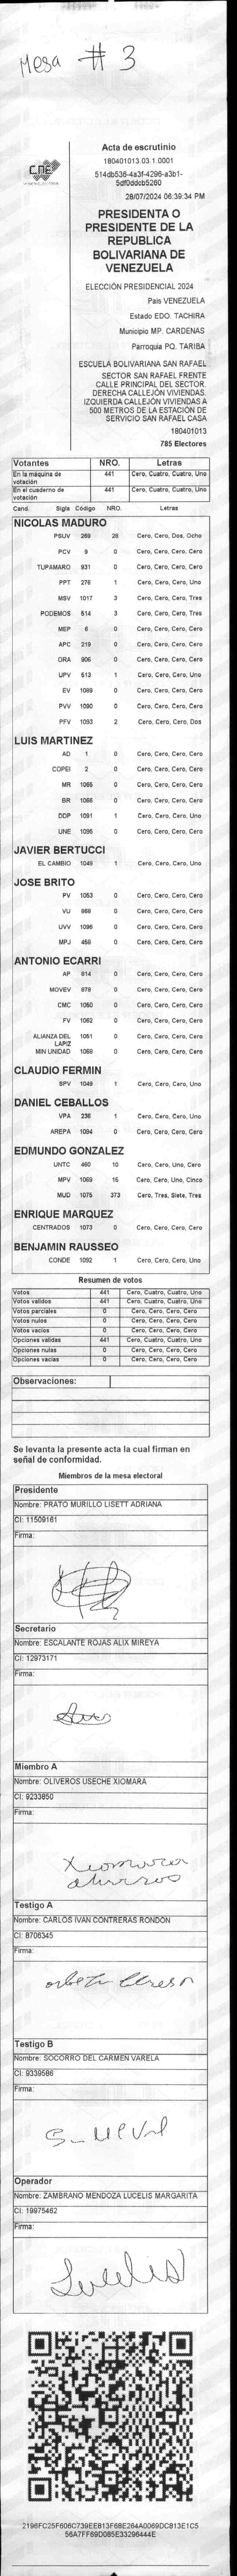 Mesa # 3
CNE
Acta de escrutinio
180401013.03.1.0001
514db536-4a3f-4296-a3b1-
5df0ddcb5260
28/07/2024 06:39:34 PM
PRESIDENTA O
PRESIDENTE DE LA
REPUBLICA
BOLIVARIANA DE
VENEZUELA
ELECCIÓN PRESIDENCIAL 2024
Pais VENEZUELA
Estado EDO. TACHIRA
Municipio MP. CARDENAS
Parroquia PQ. TARIBA
ESCUELA BOLIVARIANA SAN RAFAEL
SECTOR SAN RAFAEL FRENTE
CALLE PRINCIPAL DEL SECTOR.
DERECHA CALLEJÓN VIVIENDAS.
IZQUIERDA CALLEJÓN VIVIENDAS A
500 METROS DE LA ESTACIÓN DE
SERVICIO SAN RAFAEL CASA
180401013
785 Electores
Votantes NRO. Letras
En la máquina de votación 441 Cero, Cuatro, Cuatro, Uno
En el cuaderno de votación 441 Cero, Cuatro, Cuatro, Uno
Cand. Sigla Código NRO. Letras
NICOLAS MADURO
PSUV 269 28 Cero, Cero, Dos, Ocho
PCV 9 0 Cero, Cero, Cero, Cero
TUPAMARO 931 0 Cero, Cero, Cero, Cero
PPT 276 1 Cero, Cero, Cero, Uno
MSV 1017 3 Cero, Cero, Cero, Tres
PODEMOS 514 3 Cero, Cero, Cero, Tres
MEP 6 0 Cero, Cero, Cero, Cero
APC 219 0 Cero, Cero, Cero, Cero
ORA 906 0 Cero, Cero, Cero, Cero
UPV 513 1 Cero, Cero, Cero, Uno
EV 1089 0 Cero, Cero, Cero, Cero
PVV 1090 0 Cero, Cero, Cero, Cero
PFV 1093 2 Cero, Cero, Cero, Dos
LUIS MARTINEZ
AD 1 0 Cero, Cero, Cero, Cero
COPEI 2 0 Cero, Cero, Cero, Cero
MR 1065 0 Cero, Cero, Cero, Cero
BR 1066 0 Cero, Cero, Cero, Cero
DDP 1091 1 Cero, Cero, Cero, Uno
UNE 1095 0 Cero, Cero, Cero, Cero
JAVIER BERTUCCI
EL CAMBIO 1048 1 Cero, Cero, Cero, Uno
JOSE BRITO
PV 1053 0 Cero, Cero, Cero, Cero
VU 868 0 Cero, Cero, Cero, Cero
UVV 1096 0 Cero, Cero, Cero, Cero
MPJ 458 0 Cero, Cero, Cero, Cero
ANTONIO ECARRI
AP 814 0 Cero, Cero, Cero, Cero
MOVEV 878 0 Cero, Cero, Cero, Cero
CMC 1050 0 Cero, Cero, Cero, Cero
FV 1062 0 Cero, Cero, Cero, Cero
ALIANZA DEL LAPIZ 1051 0 Cero, Cero, Cero, Cero
MIN UNIDAD 1068 0 Cero, Cero, Cero, Cero
CLAUDIO FERMIN
SPV 1049 1 Cero, Cero, Cero, Uno
DANIEL CEBALLOS
VPA 236 1 Cero, Cero, Cero, Uno
AREPA 1094 0 Cero, Cero, Cero, Cero
EDMUNDO GONZALEZ
UNTC 460 10 Cero, Cero, Uno, Cero
MPV 1069 15 Cero, Cero, Uno, Cinco
MUD 1075 373 Cero, Tres, Siete, Tres
ENRIQUE MARQUEZ
CENTRADOS 1073 0 Cero, Cero, Cero, Cero
BENJAMIN RAUSSEO
CONDE 1092 1 Cero, Cero, Cero, Uno
Resumen de votos
Votos 441 Cero, Cuatro, Cuatro, Uno
Votos validos 441 Cero, Cuatro, Cuatro, Uno
Votos parciales 0 Cero, Cero, Cero, Cero
Votos nulos 0 Cero, Cero, Cero, Cero
Votos vacios 0 Cero, Cero, Cero, Cero
Opciones validas 441 Cero, Cuatro, Cuatro, Uno
Opciones nulas 0 Cero, Cero, Cero, Cero
Opciones vacias 0 Cero, Cero, Cero, Cero
Observaciones:
Se levanta la presente acta la cual firman en
señal de conformidad.
Miembros de la mesa electoral
Presidente
Nombre: PRATO MURILLO LISETT ADRIANA
CI: 11509161
Firma:
Secretario
Nombre: ESCALANTE ROJAS ALIX MIREYA
CI: 12973171
Firma:
Miembro A
Nombre: OLIVEROS USECHE XIOMARA
CI: 9233850
Firma:
Xiomara
Testigo A
Nombre: CARLOS IVAN CONTRERAS RONDON
CI: 8706345
Firma:
Testigo B
Nombre: SOCORRO DEL CARMEN VARELA
CI: 9339586
Firma:
Operador
Nombre: ZAMBRANO MENDOZA LUCELIS MARGARITA
CI: 19975462
Firma:
Lucelis
2196FC25F606C739EEB13F68E264A0069DC813E1C5
56A7FF69D085E33296444E